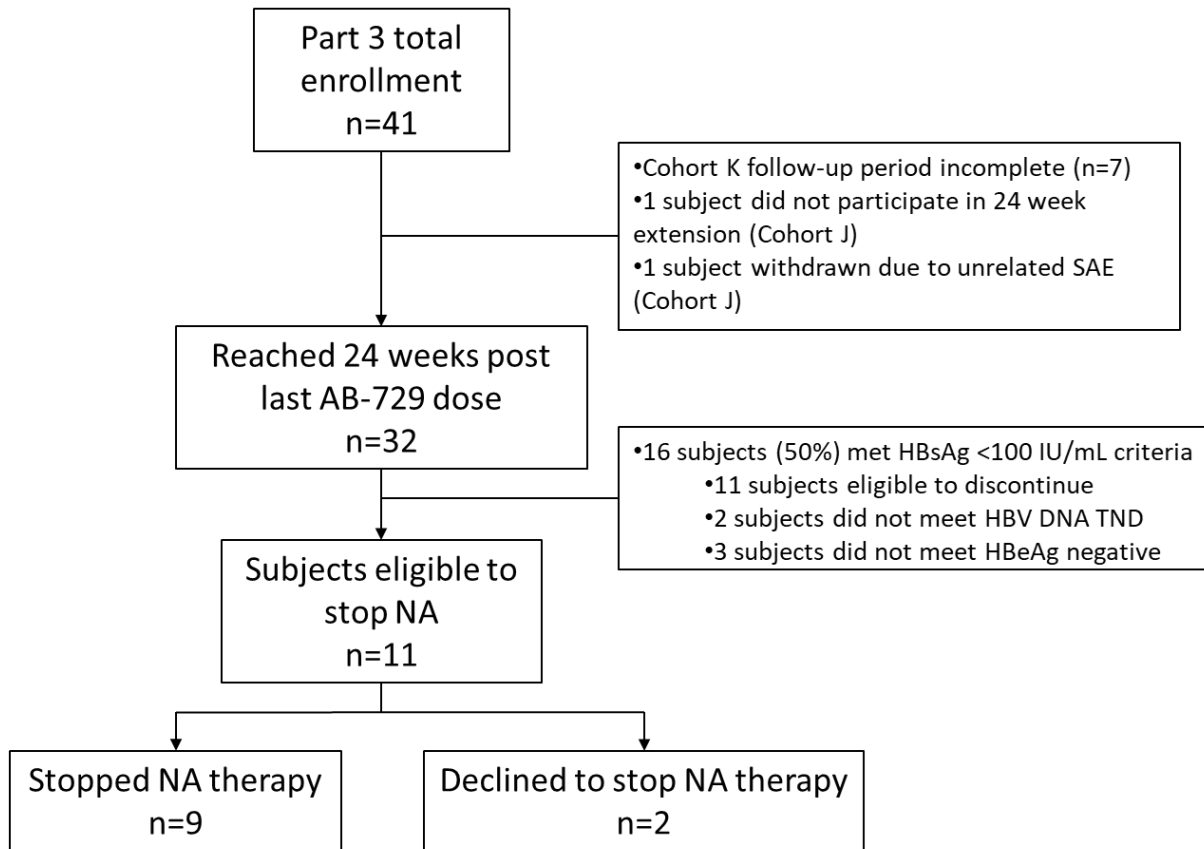 Part 3 total
enrollment
n=41
•Cohort K follow-up period incomplete (n=7)
•1 subject did not participate in 24 week
extension (Cohort J)
•1 subject withdrawn due to unrelated SAE
(Cohort J)
Reached 24 weeks post
last AB-729 dose
n=32
•16 subjects (50%) met HBsAg <100 IU/mL criteria
•11 subjects eligible to discontinue
•2 subjects did not meet HBV DNA TND
•3 subjects did not meet HBeAg negative
Subjects eligible to
stop NA
n=11
Stopped NA therapy
n=9
Declined to stop NA therapy
n=2